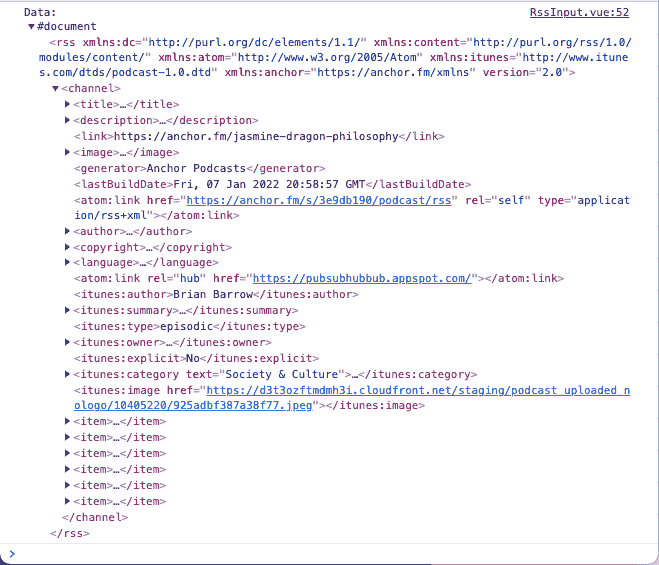 Data: RssInput.vue:52
▼#document
<rss xmlns:dc="http://purl.org/dc/elements/1.1/" xmlns:content="http://purl.org/rss/1.0/
modules/content/" xmlns:atom="http://www.w3.org/2005/Atom" xmlns:itunes="http://www.itune
s.com/dtds/podcast-1.0.dtd" xmlns:anchor="https://anchor.fm/xmlns" version="2.0">
▼<channel>
▶<title>…</title>
▶<description>…</description>
<link>https://anchor.fm/jasmine-dragon-philosophy</link>
▶<image>…</image>
<generator>Anchor Podcasts</generator>
<lastBuildDate>Fri, 07 Jan 2022 20:58:57 GMT</lastBuildDate>
<atom:link href="https://anchor.fm/s/3e9db190/podcast/rss" rel="self" type="applicat
ion/rss+xml"></atom:link>
▶<author>…</author>
▶<copyright>…</copyright>
▶<language>…</language>
<atom:link rel="hub" href="https://pubsubhubbub.appspot.com/"></atom:link>
<itunes:author>Brian Barrow</itunes:author>
▶<itunes:summary>…</itunes:summary>
<itunes:type>episodic</itunes:type>
▶<itunes:owner>…</itunes:owner>
<itunes:explicit>No</itunes:explicit>
▶<itunes:category text="Society & Culture">…</itunes:category>
<itunes:image href="https://d3t3ozftmdmh3i.cloudfront.net/staging/podcast_uploaded_n
ologo/10405220/925adbf387a38f77.jpeg"></itunes:image>
▶<item>…</item>
▶<item>…</item>
▶<item>…</item>
▶<item>…</item>
▶<item>…</item>
▶<item>…</item>
</channel>
</rss>
>